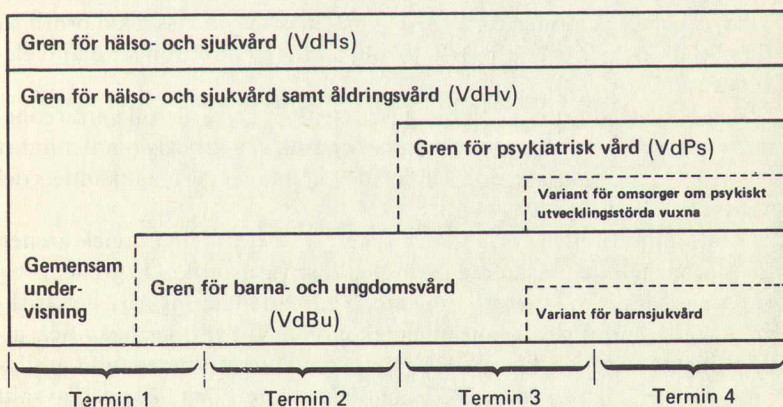 Gren för hälso- och sjukvård (VdHs)
Gren för hälso- och sjukvård samt åldringsvård (VdHv)
Gren för psykiatrisk vård (VdPs)
Variant för omsorger om psykiskt
utvecklingsstörda vuxna
Gemensam
under-
visning
Gren för barna- och ungdomsvård
(VdBu)
Variant för barnsjukvård
Termin 1
Termin 2
Termin 3
Termin 4